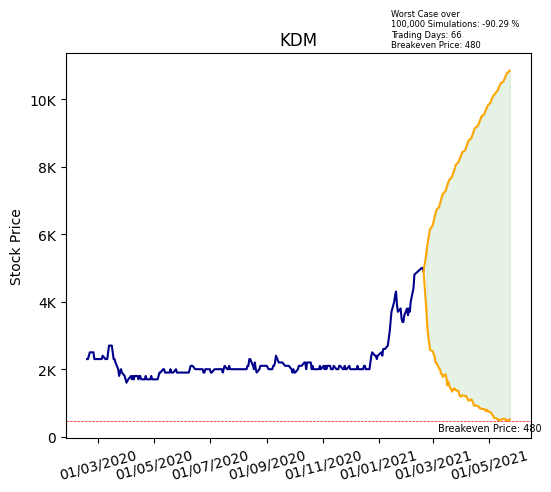 Worst Case over
100,000 Simulations: -90.29 %
Trading Days: 66
Breakeven Price: 480
KDM
Stock Price
10K
8K
6K
4K
2K
0
Breakeven Price: 480
01/03/2020
01/05/2020
01/07/2020
01/09/2020
01/11/2020
01/01/2021
01/03/2021
01/05/2021